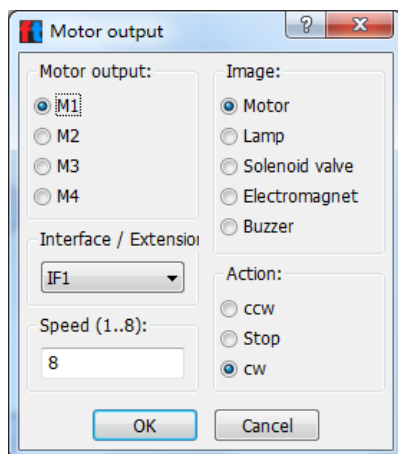 Motor output
Motor output:
M1
M2
M3
M4
Interface / Extension
IF1
Speed (1..8):
8
Image:
Motor
Lamp
Solenoid valve
Electromagnet
Buzzer
Action:
ccw
Stop
cw
OK
Cancel